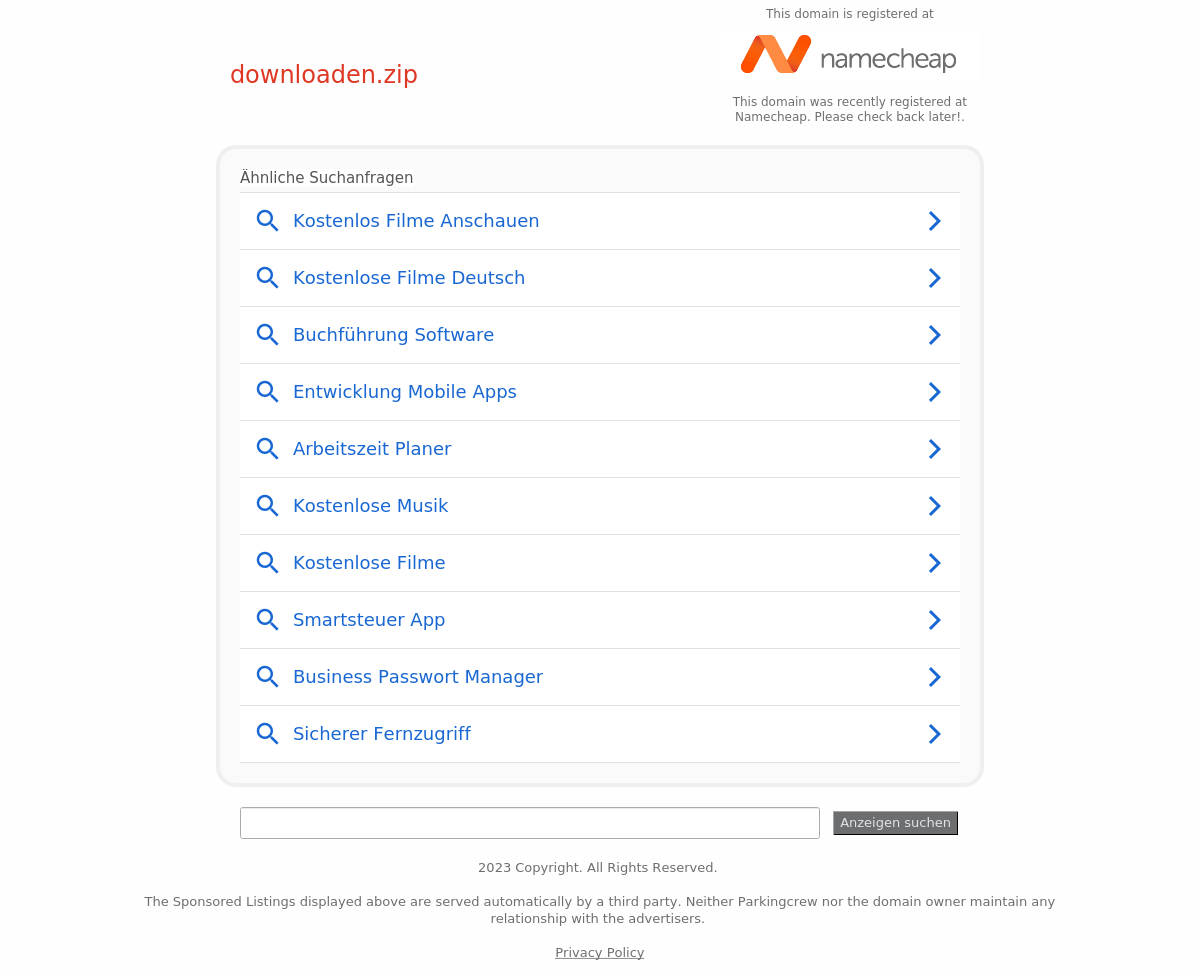 This domain is registered at
namecheap
downloaden.zip
This domain was recently registered at
Namecheap. Please check back later!.
Ähnliche Suchanfragen
Kostenlos Filme Anschauen
Kostenlose Filme Deutsch
Buchführung Software
Entwicklung Mobile Apps
Arbeitszeit Planer
Kostenlose Musik
Kostenlose Filme
Smartsteuer App
Business Passwort Manager
Sicherer Fernzugriff
Anzeigen suchen
2023 Copyright. All Rights Reserved.
The Sponsored Listings displayed above are served automatically by a third party. Neither Parkingcrew nor the domain owner maintain any
relationship with the advertisers.
Privacy Policy